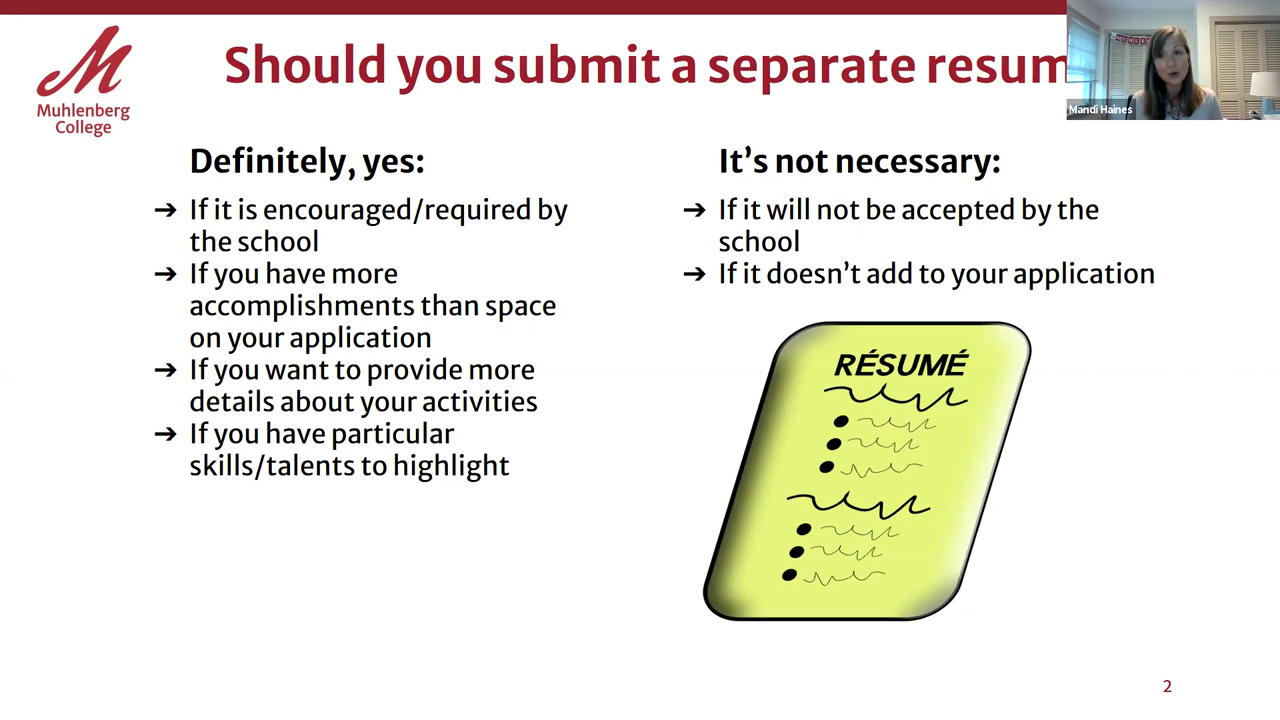 Should you submit a separate resum
Muhlenberg
College
Mandi Haines
Definitely, yes:
➔ If it is encouraged/required by
the school
➔ If you have more
accomplishments than space
on your application
➔ If you want to provide more
details about your activities
➔ If you have particular
skills/talents to highlight
It’s not necessary:
➔ If it will not be accepted by the
school
➔ If it doesn’t add to your application
RÉSUMÉ
2